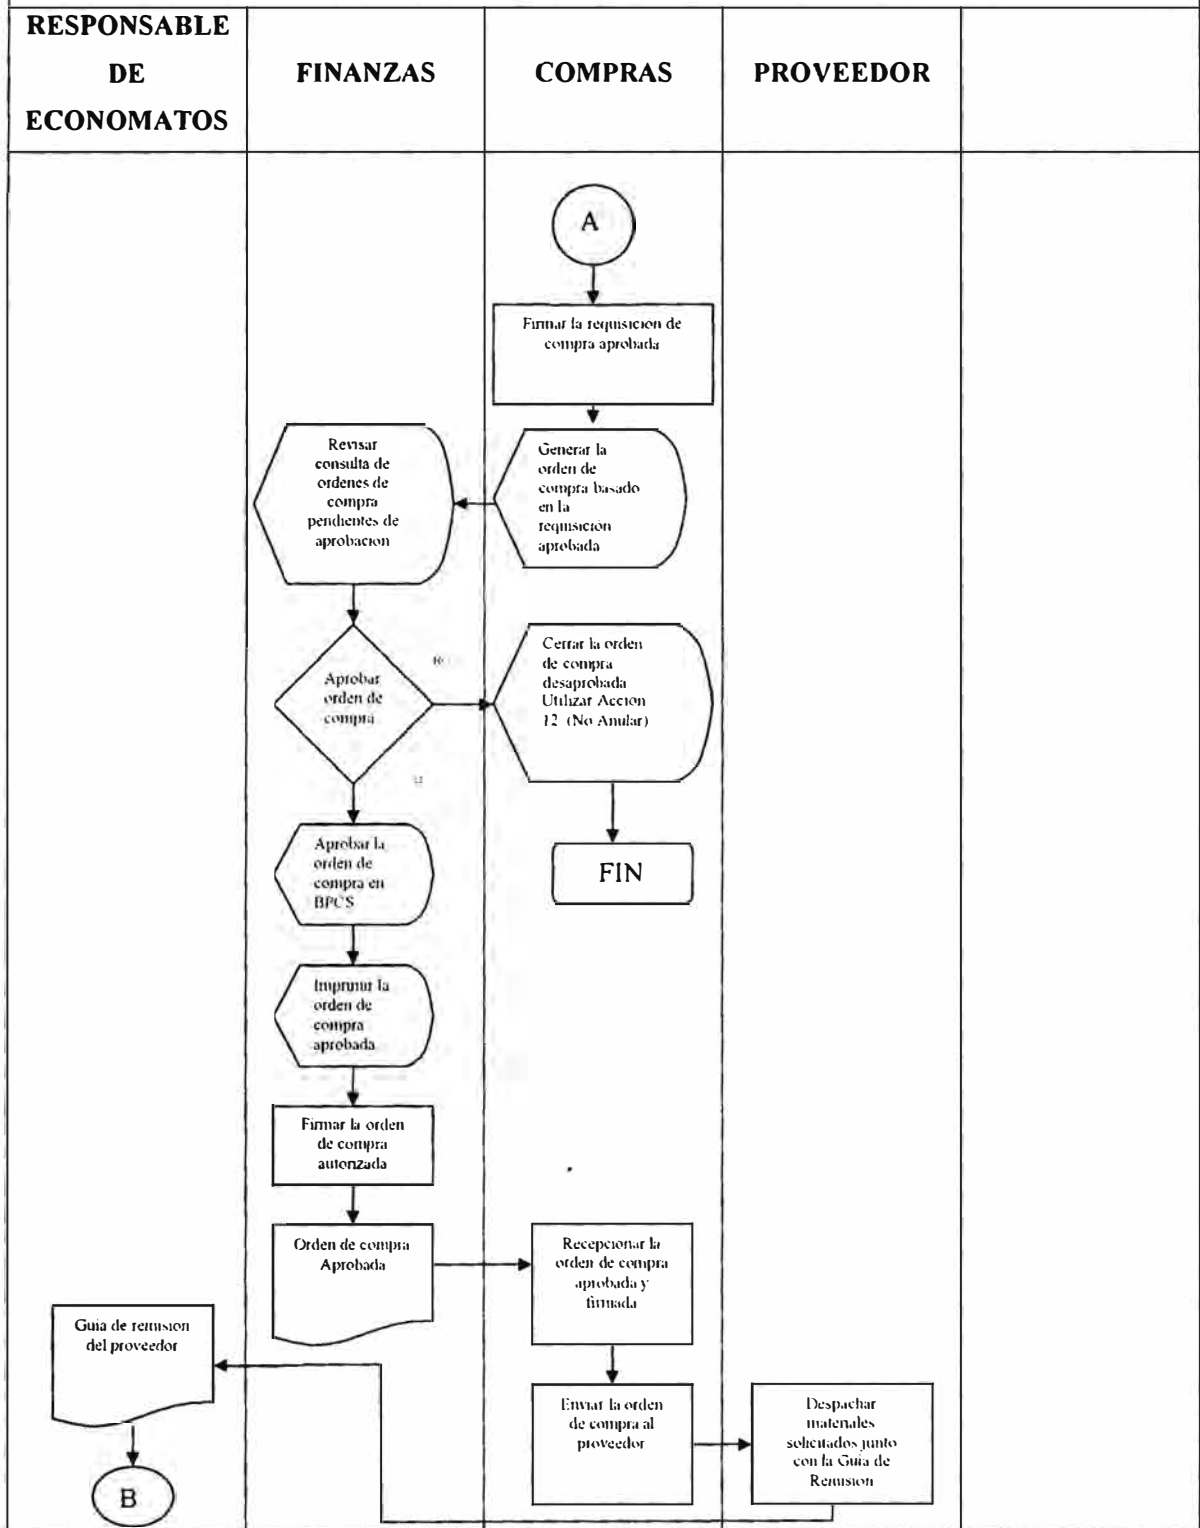 RESPONSABLE
DE
ECONOMATOS
FINANZAS
COMPRAS
PROVEEDOR
A
Firmar la requisición de
compra aprobada
Revisar
consulta de
ordenes de
compra
pendientes de
aprobacion
Generar la
orden de
compra basado
en la
requisición
aprobada
Aprobar
orden de
compra
Cerrar la orden
de compra
desaprobada
Utilizar Accion
12 (No Anular)
Aprobar la
orden de
compra en
BPCS
FIN
Imprimir la
orden de
compra
aprobada
Firmar la orden
de compra
autorizada
Orden de compra
Aprobada
Recepcionar la
orden de compra
aprobada y
firmada
Guia de remision
del proveedor
Enviar la orden
de compra al
proveedor
Despachar
materiales
solicitados junto
con la Guia de
Remision
B